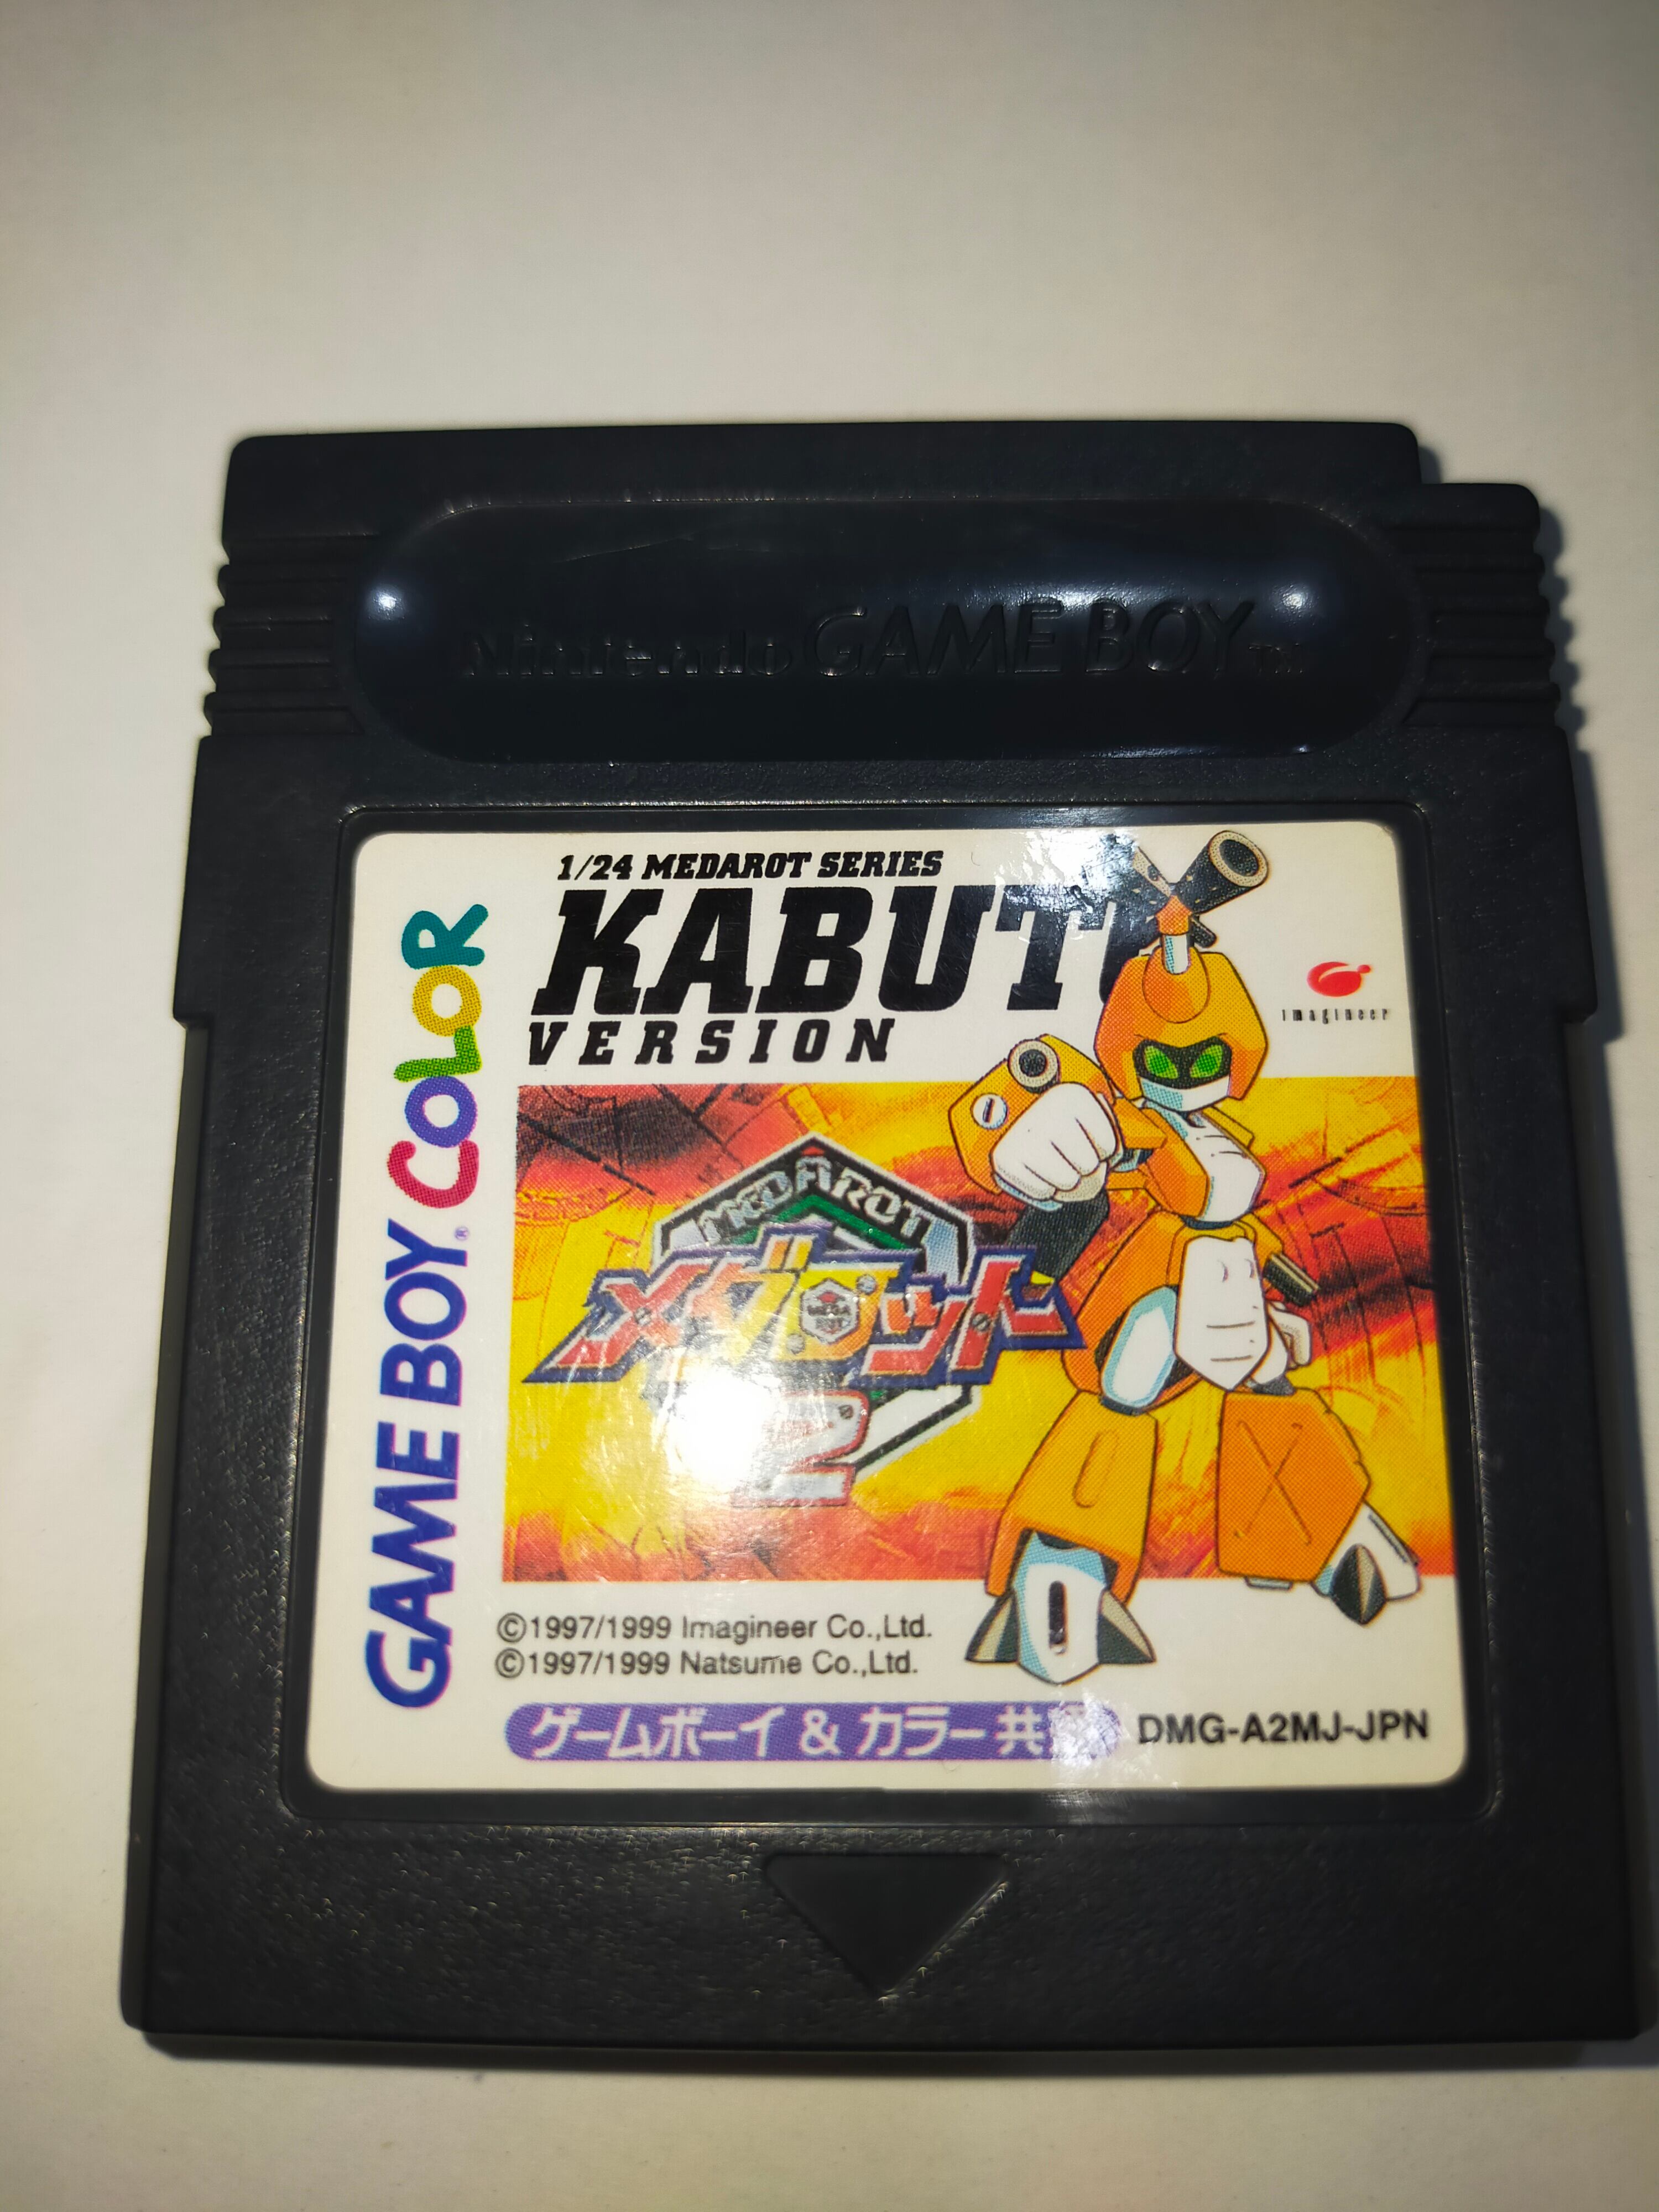 Nintendo GAME BOY TM
1/24 MEDAROT SERIES
KABUTO
VERSION
imagineer
GAME BOY® COLOR
MEDAROT
メダロット
2
©1997/1999 Imagineer Co.,Ltd.
©1997/1999 Natsume Co.,Ltd.
ゲームボーイ & カラー共
DMG-A2MJ-JPN